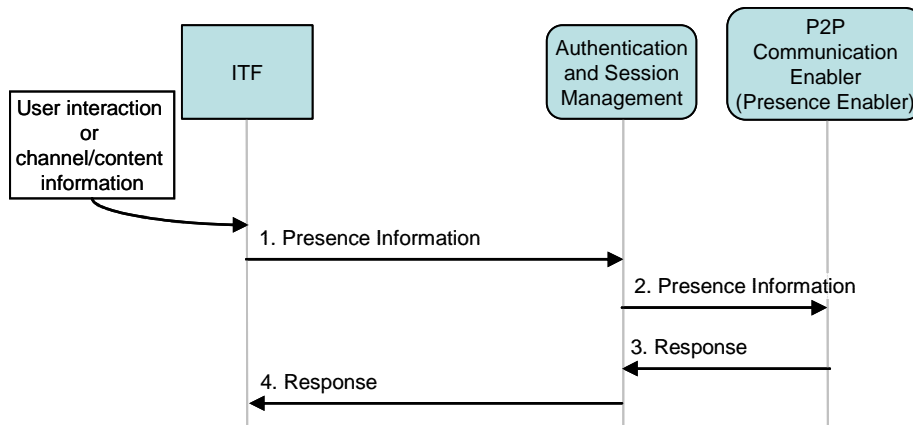 ITF
Authentication
and Session
Management
P2P
Communication
Enabler
(Presence Enabler)
User interaction
or
channel/content
information
1. Presence Information
2. Presence Information
3. Response
4. Response